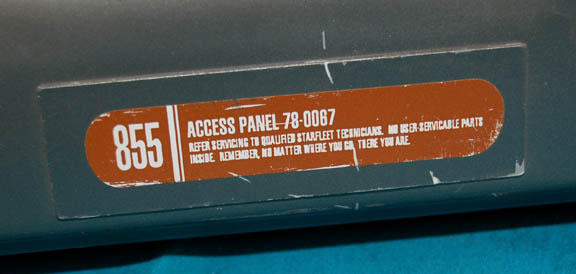 855
ACCESS PANEL 78-0067
REFER SERVICING TO QUALIFIED STARFLEET TECHNICIANS. NO USER-SERVICABLE PARTS
INSIDE. REMEMBER, NO MATTER WHERE YOU GO, THERE YOU ARE.